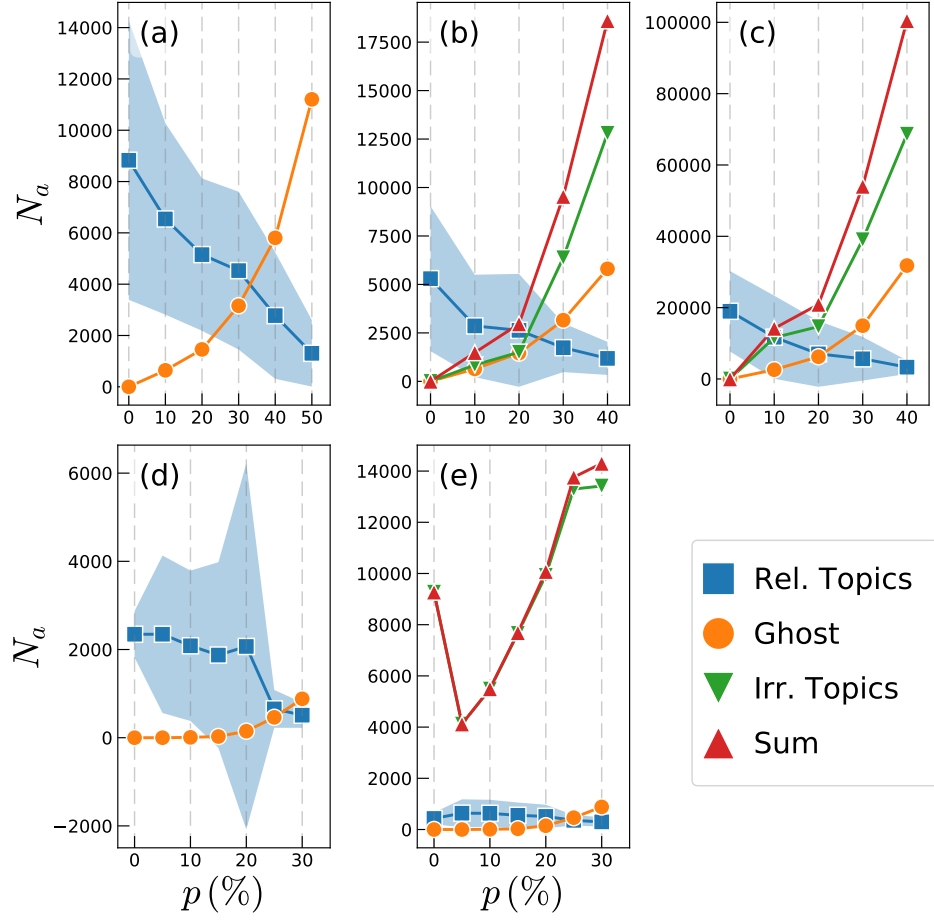 (a)
14000
12000
10000
8000
6000
4000
2000
0
N_a
0 10 20 30 40 50
(b)
17500
15000
12500
10000
7500
5000
2500
0
0 10 20 30 40
(c)
100000
80000
60000
40000
20000
0
0 10 20 30 40
(d)
6000
4000
2000
0
−2000
N_a
0 10 20 30
p (%)
(e)
14000
12000
10000
8000
6000
4000
2000
0
0 10 20 30
p (%)
Rel. Topics
Ghost
Irr. Topics
Sum